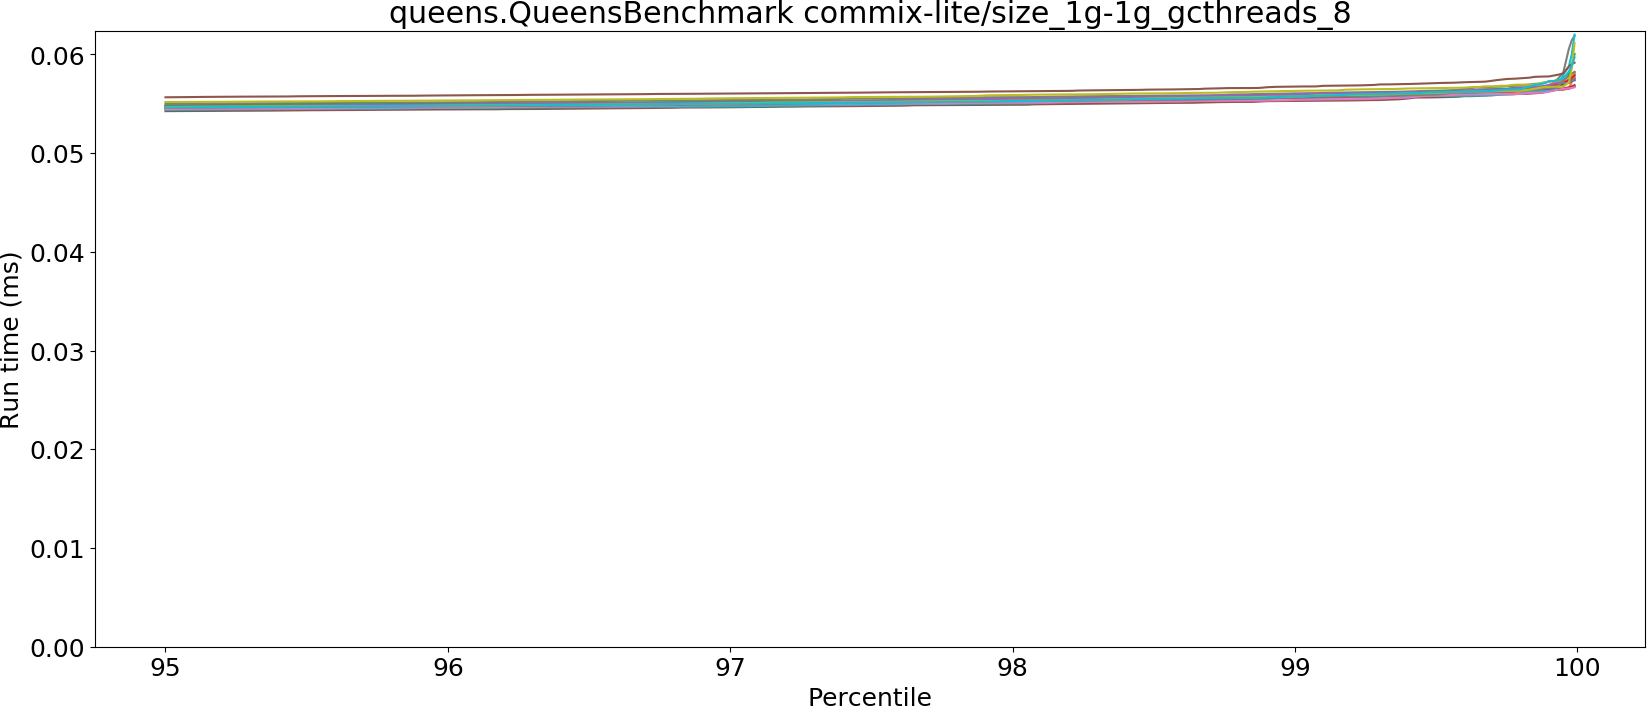 queens.QueensBenchmark commix-lite/size_1g-1g_gcthreads_8
0.06
0.05
0.04
0.03
0.02
0.01
0.00
Run time (ms)
95 96 97 98 99 100
Percentile